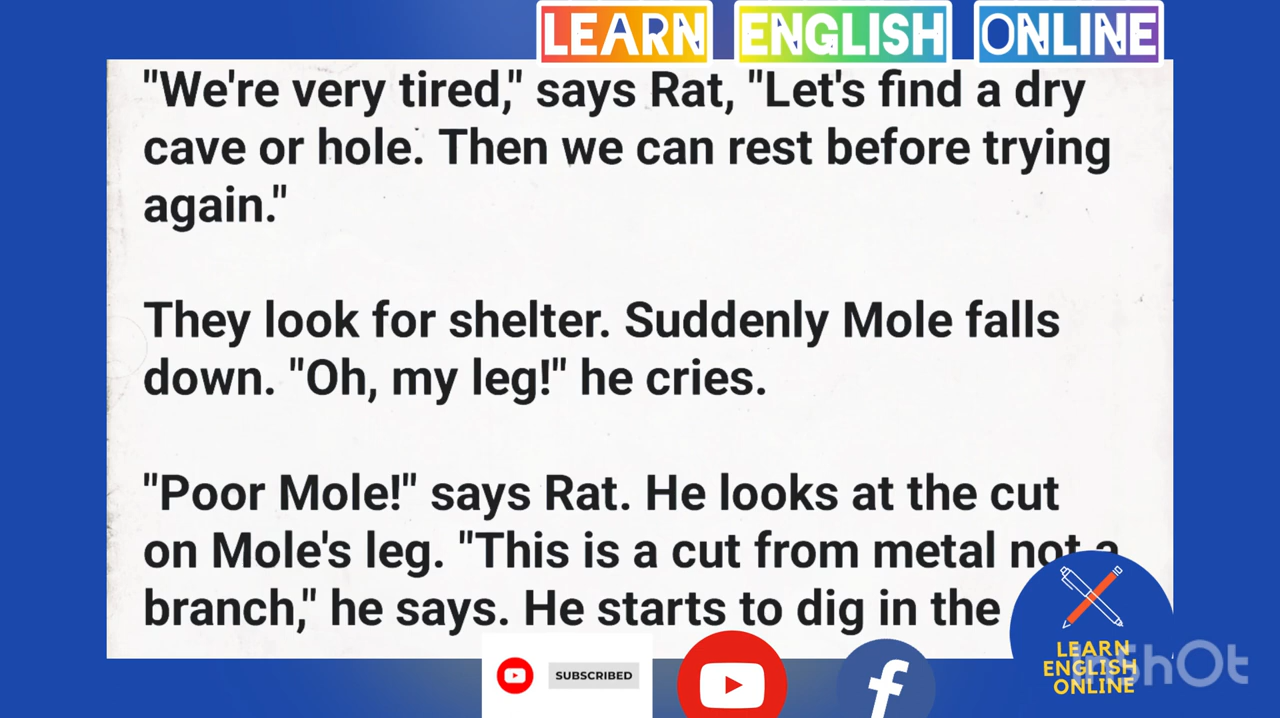 LEARN ENGLISH ONLINE
"We're very tired," says Rat, "Let's find a dry
cave or hole. Then we can rest before trying
again."
They look for shelter. Suddenly Mole falls
down. "Oh, my leg!" he cries.
"Poor Mole!" says Rat. He looks at the cut
on Mole's leg. "This is a cut from metal not a
branch," he says. He starts to dig in the
SUBSCRIBED
LEARN
ENGLISH
ONLINE